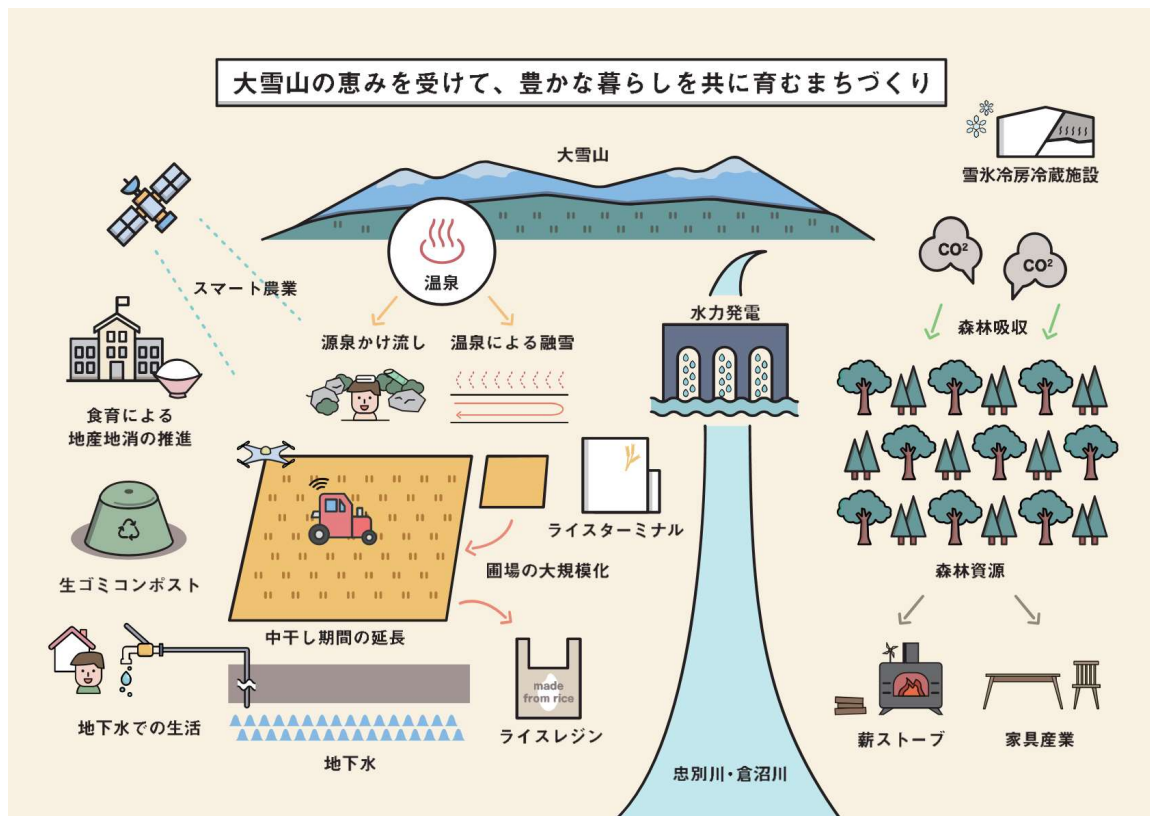 大雪山の恵みを受けて、豊かな暮らしを共に育むまちづくり
大雪山
雪氷冷房冷蔵施設
温泉
スマート農業
源泉かけ流し
温泉による融雪
水力発電
CO²
CO²
森林吸収
食育による
地産地消の推進
ライスターミナル
圃場の大規模化
生ゴミコンポスト
中干し期間の延長
森林資源
made
from rice
ライスレジン
地下水での生活
地下水
薪ストーブ
家具産業
忠別川・倉沼川